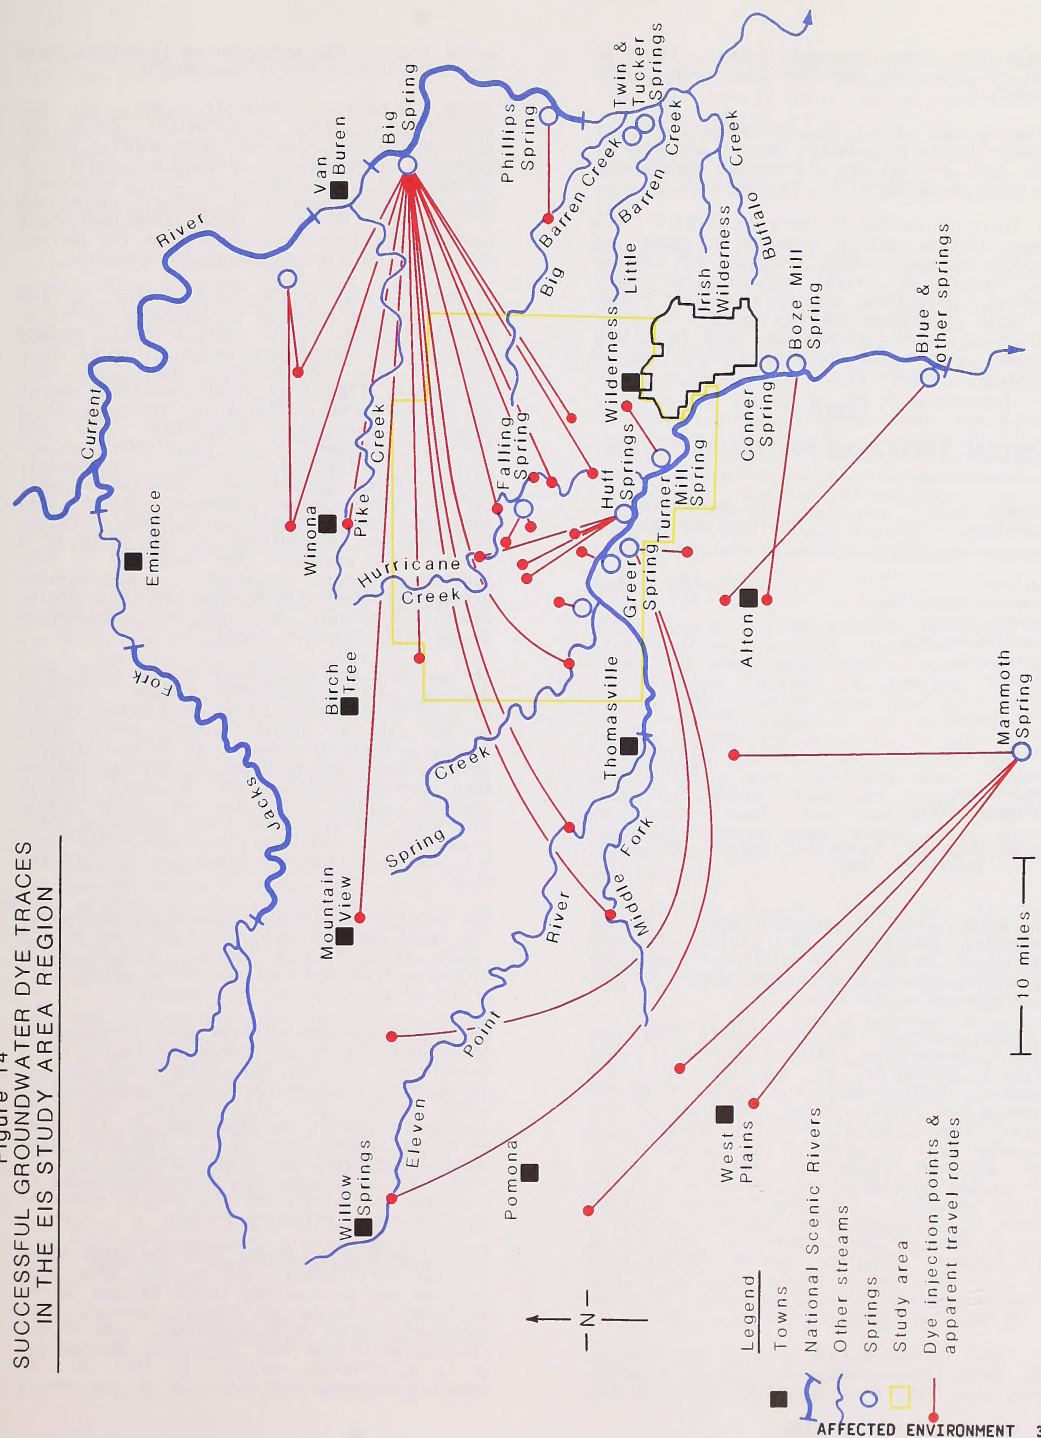 Figure 14
SUCCESSFUL GROUNDWATER DYE TRACES
IN THE EIS STUDY AREA REGION
Current
River
Eminence
Jacks
Fork
Van
Buren
Big
Spring
Winona
Pike
Creek
Birch
Tree
Mountain
View
Hurricane
Creek
Falling
Spring
Phillips
Spring
Big
Barren Creek
Twin &
Tucker
Springs
Little
Barren
Creek
Irish
Wilderness
Buffalo
Creek
Wilderness
Huff
Springs
Turner
Mill
Spring
Greer
Spring
Conner
Spring
Boze Mill
Spring
Blue &
other springs
Spring
Creek
Thomasville
Middle
Fork
Eleven
Point
River
Willow
Springs
Pomona
West
Plains
Alton
Mammoth
Spring
N
10 miles
Legend
Towns
National Scenic Rivers
Other streams
Springs
Study area
Dye injection points &
apparent travel routes
AFFECTED ENVIRONMENT 3